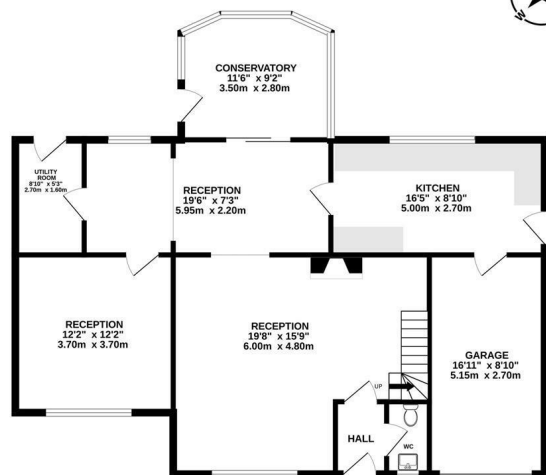 W
CONSERVATORY
11'6" x 9'2"
3.50m x 2.80m
UTILITY
ROOM
8'10" x 5'3"
2.70m x 1.60m
RECEPTION
19'6" x 7'3"
5.95m x 2.20m
KITCHEN
16'5" x 8'10"
5.00m x 2.70m
RECEPTION
12'2" x 12'2"
3.70m x 3.70m
RECEPTION
19'8" x 15'9"
6.00m x 4.80m
GARAGE
16'11" x 8'10"
5.15m x 2.70m
UP
HALL
WC